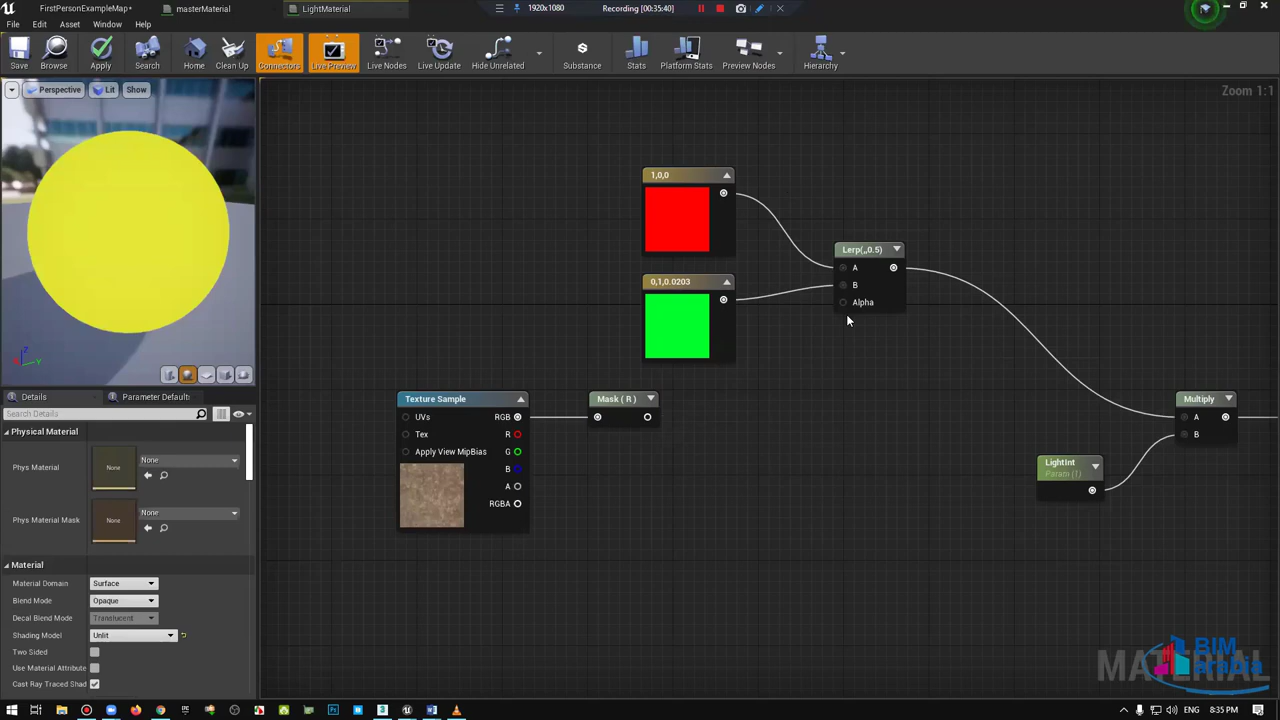 FirstPersonExampleMap*
masterMaterial
LightMaterial
1920x1080
Recording [00:35:40]
File
Edit
Asset
Window
Help
Save
Browse
Apply
Search
Home
Clean Up
Connectors
Live Preview
Live Nodes
Live Update
Hide Unrelated
Substance
Stats
Platform Stats
Preview Nodes
Hierarchy
Perspective
Lit
Show
Zoom 1:1
1,0,0
Lerp(,,0.5)
A
B
Alpha
0,1,0.0203
Details
Parameter Default:
Search Details
Physical Material
Phys Material
None
None
Phys Material Mask
None
None
Material
Material Domain
Surface
Blend Mode
Opaque
Decal Blend Mode
Translucent
Shading Model
Unlit
Two Sided
Use Material Attribute
Cast Ray Traced Shad
Texture Sample
UVs
RGB
Tex
R
Apply View MipBias
G
B
A
RGBA
Mask ( R )
Multiply
A
B
LightInt
Param (1)
MATERIAL
BIM
arabia
ENG
8:35 PM